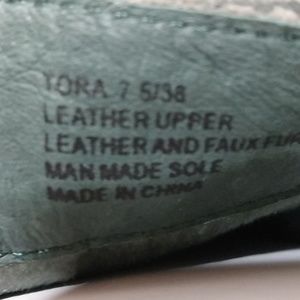 TORA 7 5/38
LEATHER UPPER
LEATHER AND FAUX FUR
MAN MADE SOLE
MADE IN CHINA